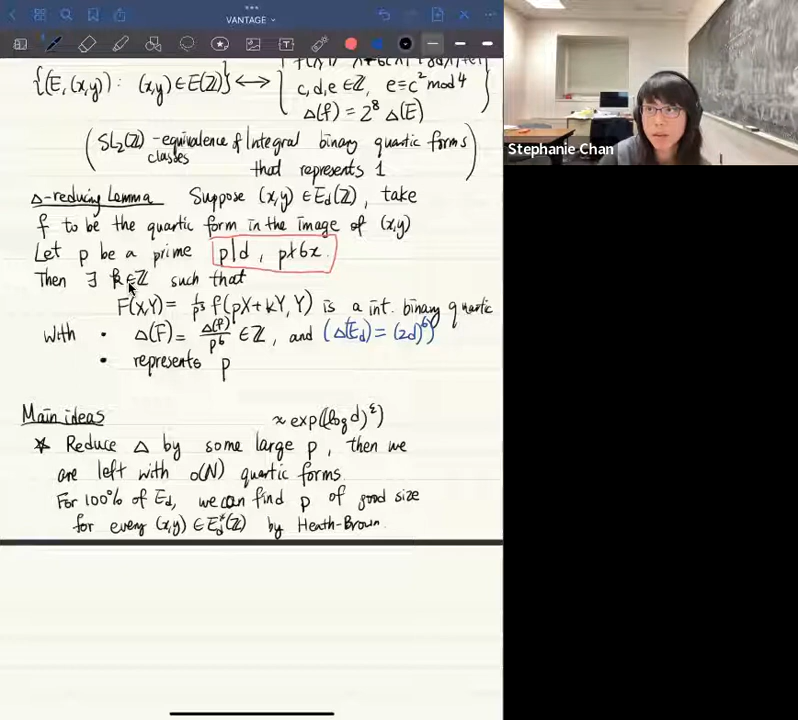 VANTAGE
{(E, (x,y)) : (x,y) ∈ E(ℤ)} ⟷ {
c, d, e ∈ ℤ, e ≡ c² mod 4
Δ(f) = 2⁸ Δ(E) }
(SL₂(ℤ) - equivalence classes of Integral binary quartic forms
that represents 1)
Δ-reducing Lemma Suppose (x,y) ∈ E_d(ℤ), take
f to be the quartic form in the image of (x,y)
Let p be a prime p|d, p∤6x.
Then ∃ k∈ℤ such that
F(X,Y) = 1/p³ f(pX+kY, Y) is a int. binary quartic
with • Δ(F) = Δ(f)/p⁶ ∈ ℤ, and (Δ(E_d) = (2d)⁶)
• represents p
Main ideas ≈ exp((log d)^ε)
☆ Reduce Δ by some large p, then we
are left with o(N) quartic forms.
For 100% of E_d, we can find p of good size
for every (x,y) ∈ E_d^*(ℤ) by Heath-Brown.
Stephanie Chan